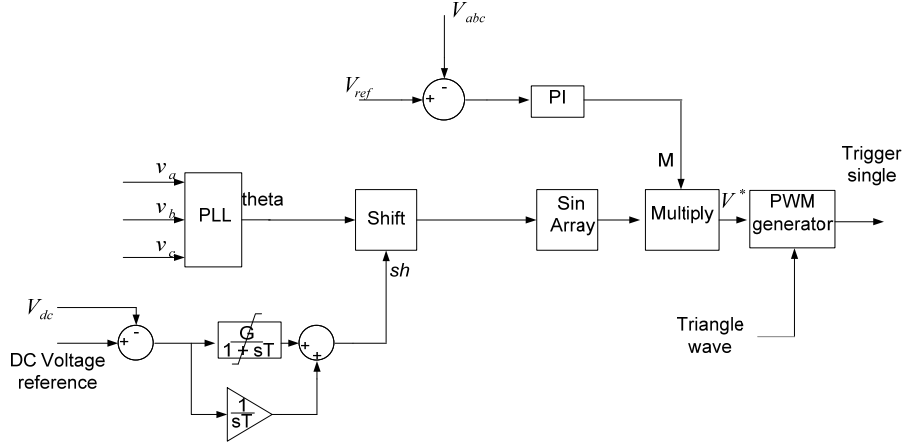 V_abc
-
V_ref
+
PI
M
Trigger
single
v_a
v_b
v_c
PLL
theta
Shift
Sin
Array
Multiply
V*
PWM
generator
sh
V_dc
-
+
DC Voltage
reference
G
1 + sT
+
+
1
sT
Triangle
wave